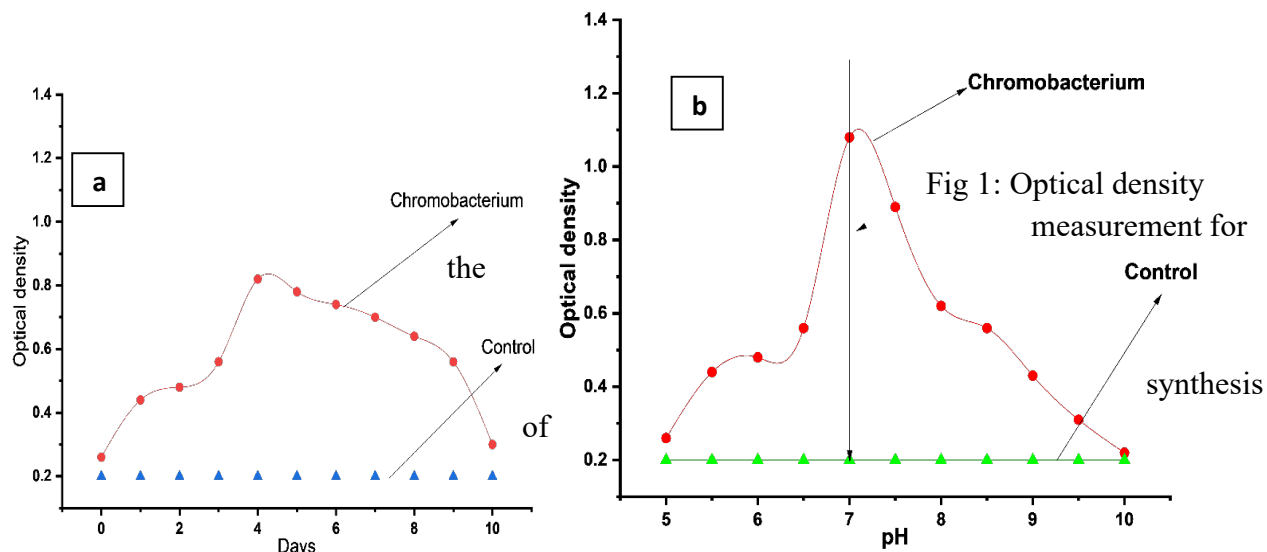 a
1.4
1.2
1.0
0.8
0.6
0.4
0.2
Optical density
0 2 4 6 8 10
Days
Chromobacterium
Control
b
1.4
1.2
1.0
0.8
0.6
0.4
0.2
Optical density
5 6 7 8 9 10
pH
Chromobacterium
Control
Fig 1: Optical density
measurement for
the
synthesis
of